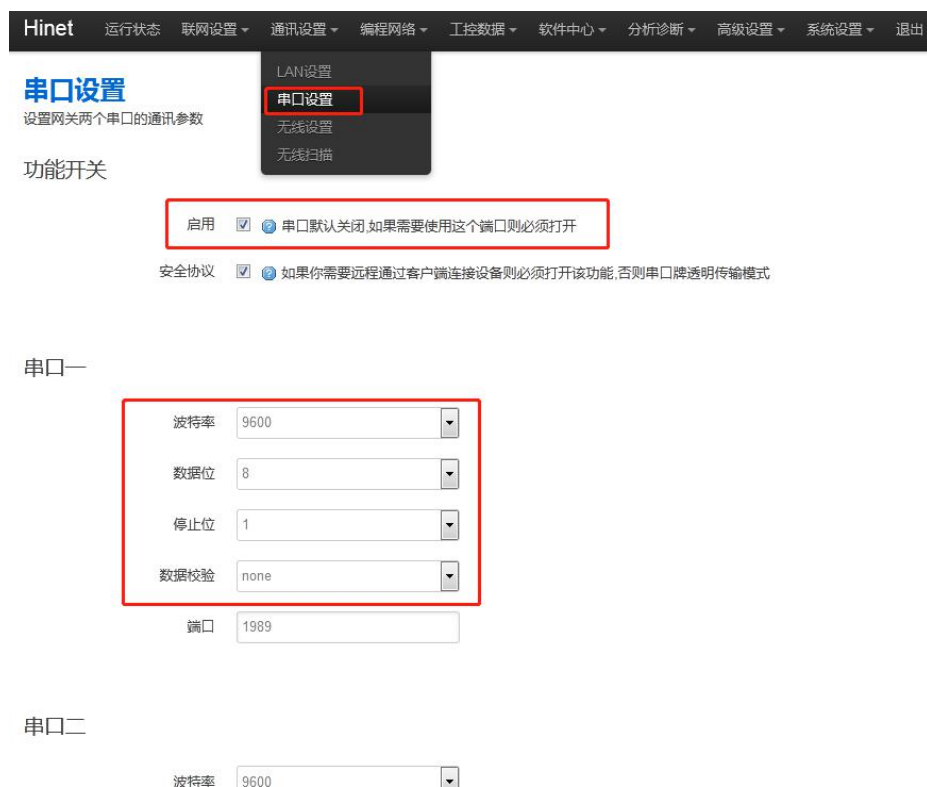 Hinet 运行状态 联网设置 通讯设置 编程网络 工控数据 软件中心 分析诊断 高级设置 系统设置 退出
LAN设置
串口设置
无线设置
无线扫描
串口设置
设置网关两个串口的通讯参数
功能开关
启用 串口默认关闭,如果需要使用这个端口则必须打开
安全协议 如果你需要远程通过客户端连接设备则必须打开该功能,否则串口牌透明传输模式
串口一
波特率 9600
数据位 8
停止位 1
数据校验 none
端口 1989
串口二
波特率 9600